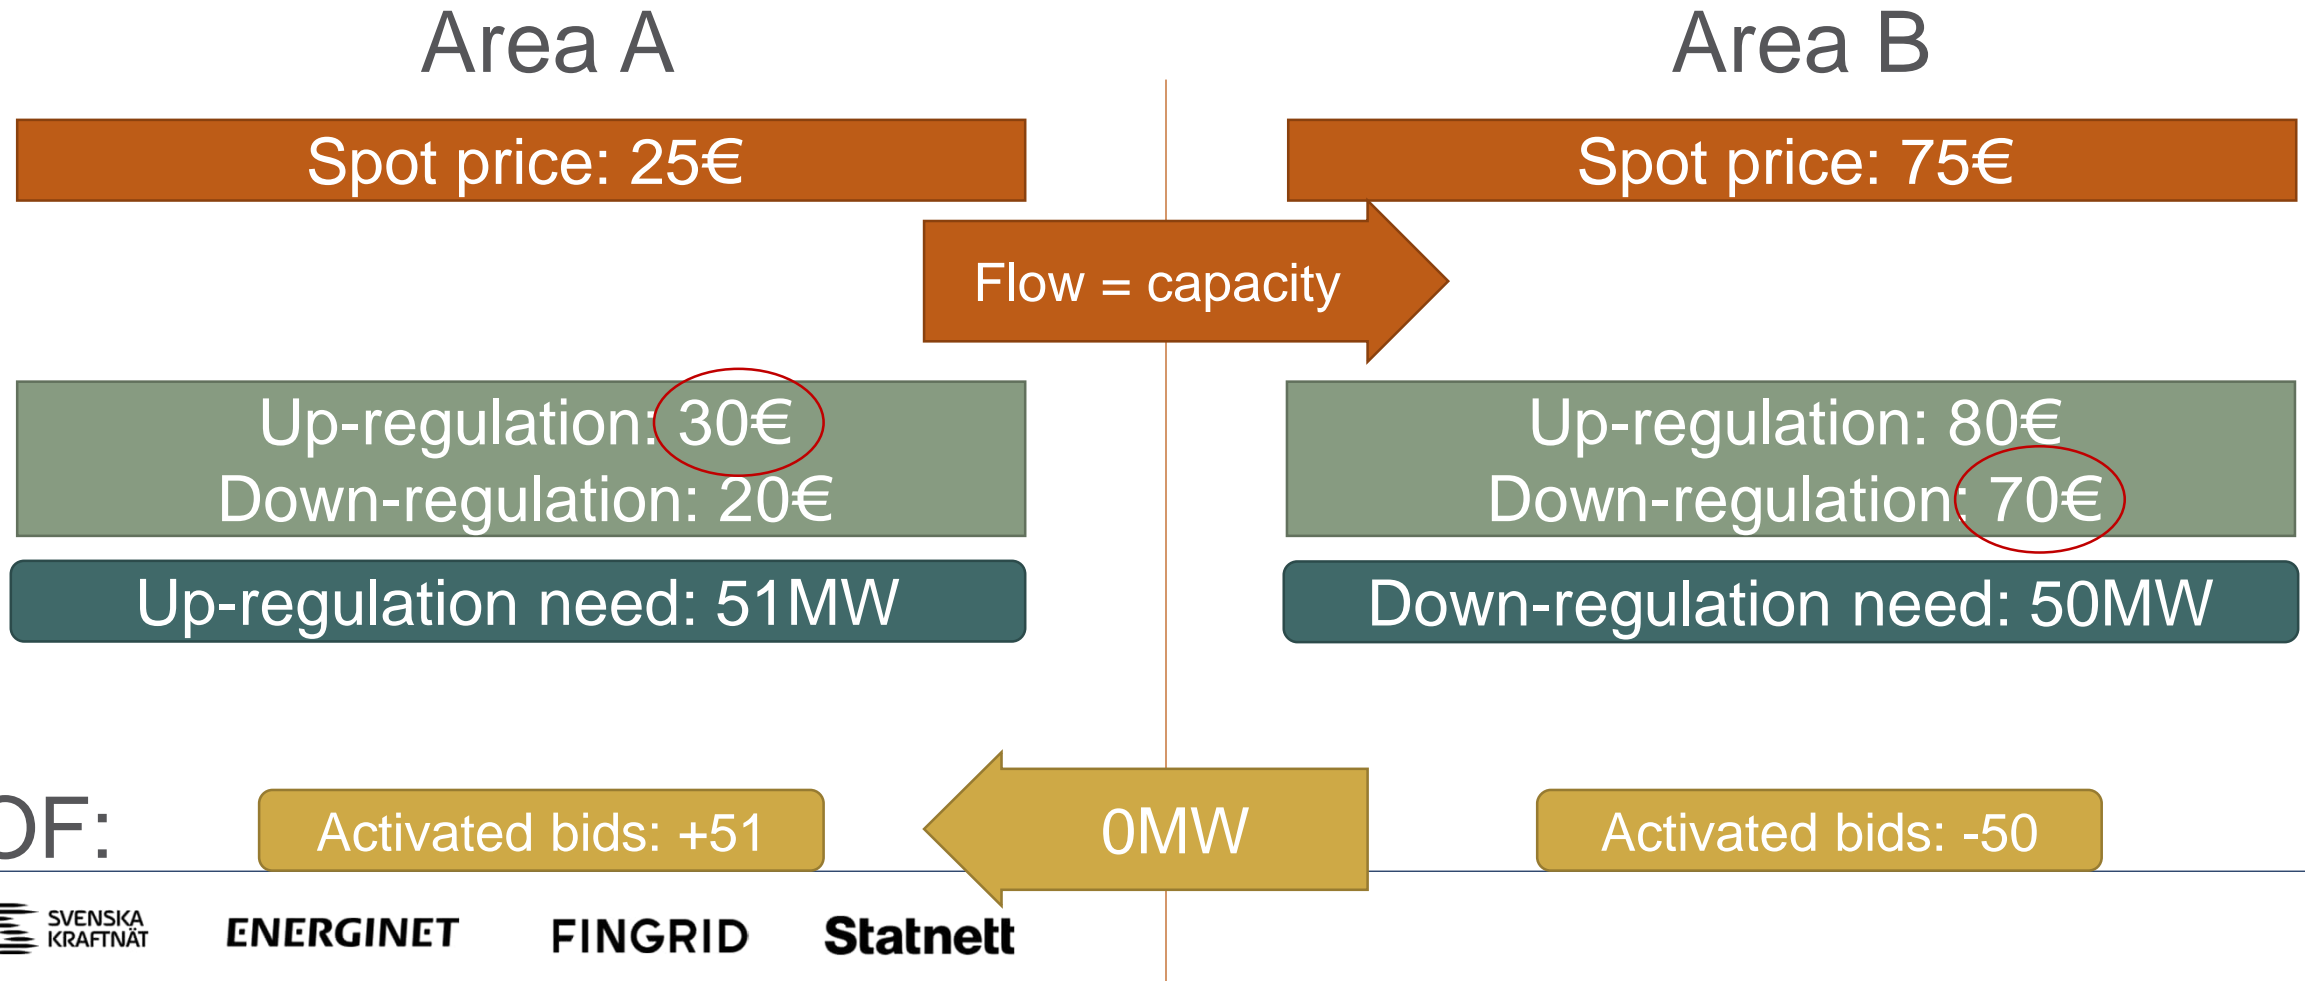 Area A
Area B
Spot price: 25€
Spot price: 75€
Flow = capacity
Up-regulation: 30€
Down-regulation: 20€
Up-regulation: 80€
Down-regulation: 70€
Up-regulation need: 51MW
Down-regulation need: 50MW
OF:
Activated bids: +51
0MW
Activated bids: -50
SVENSKA
KRAFTNÄT
ENERGINET
FINGRID
Statnett